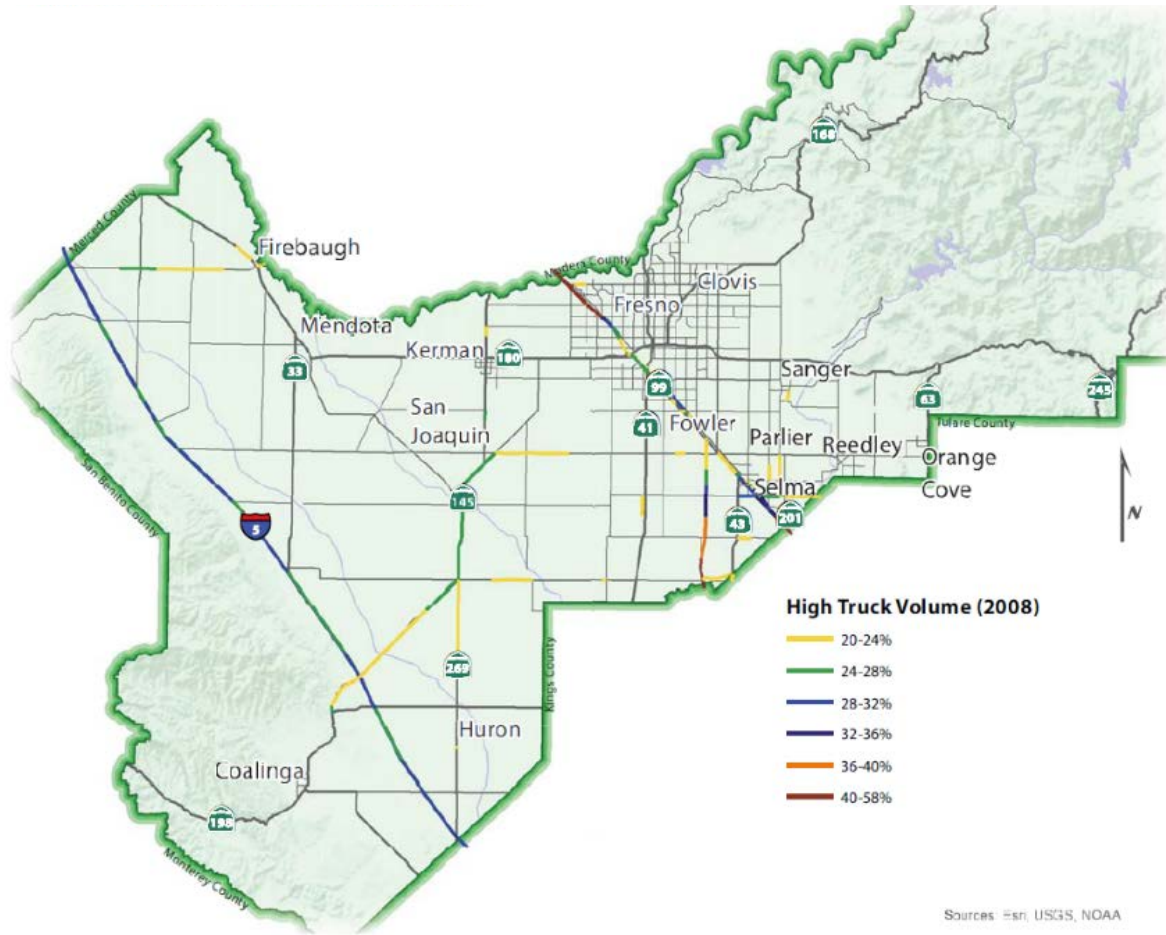 168
Merced County
Firebaugh
Madera County
Clovis
Fresno
Mendota
Kerman
180
33
99
Sanger
63
245
San
Joaquin
41
Fowler
Parlier
Reedley
Tulare County
Orange
Cove
San Benito County
145
Selma
5
43
201
N
High Truck Volume (2008)
20-24%
24-28%
28-32%
32-36%
36-40%
40-58%
269
Kings County
Huron
Coalinga
198
Monterey County
Sources: Esri, USGS, NOAA